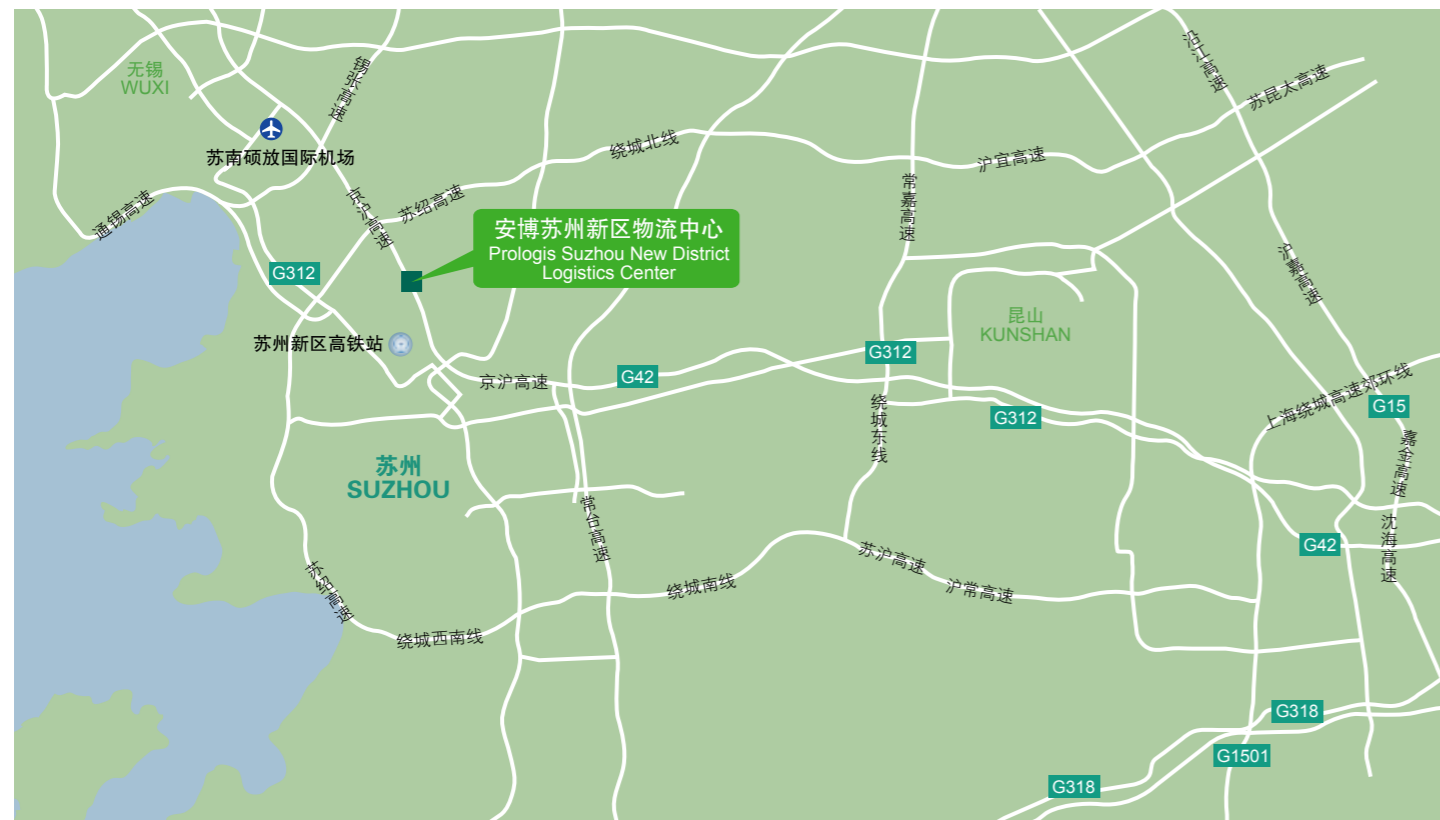 无锡
WUXI
锡张高速
沿江高速
苏昆太高速
苏南硕放国际机场
绕城北线
沪宜高速
通锡高速
京沪高速
苏绍高速
常嘉高速
安博苏州新区物流中心
Prologis Suzhou New District
Logistics Center
G312
沪嘉高速
昆山
KUNSHAN
苏州新区高铁站
G312
京沪高速
G42
上海绕城高速郊环线
G15
绕城东线
G312
嘉金高速
苏州
SUZHOU
常台高速
沈海高速
G42
苏沪高速
苏绍高速
绕城南线
沪常高速
绕城西南线
G318
G1501
G318